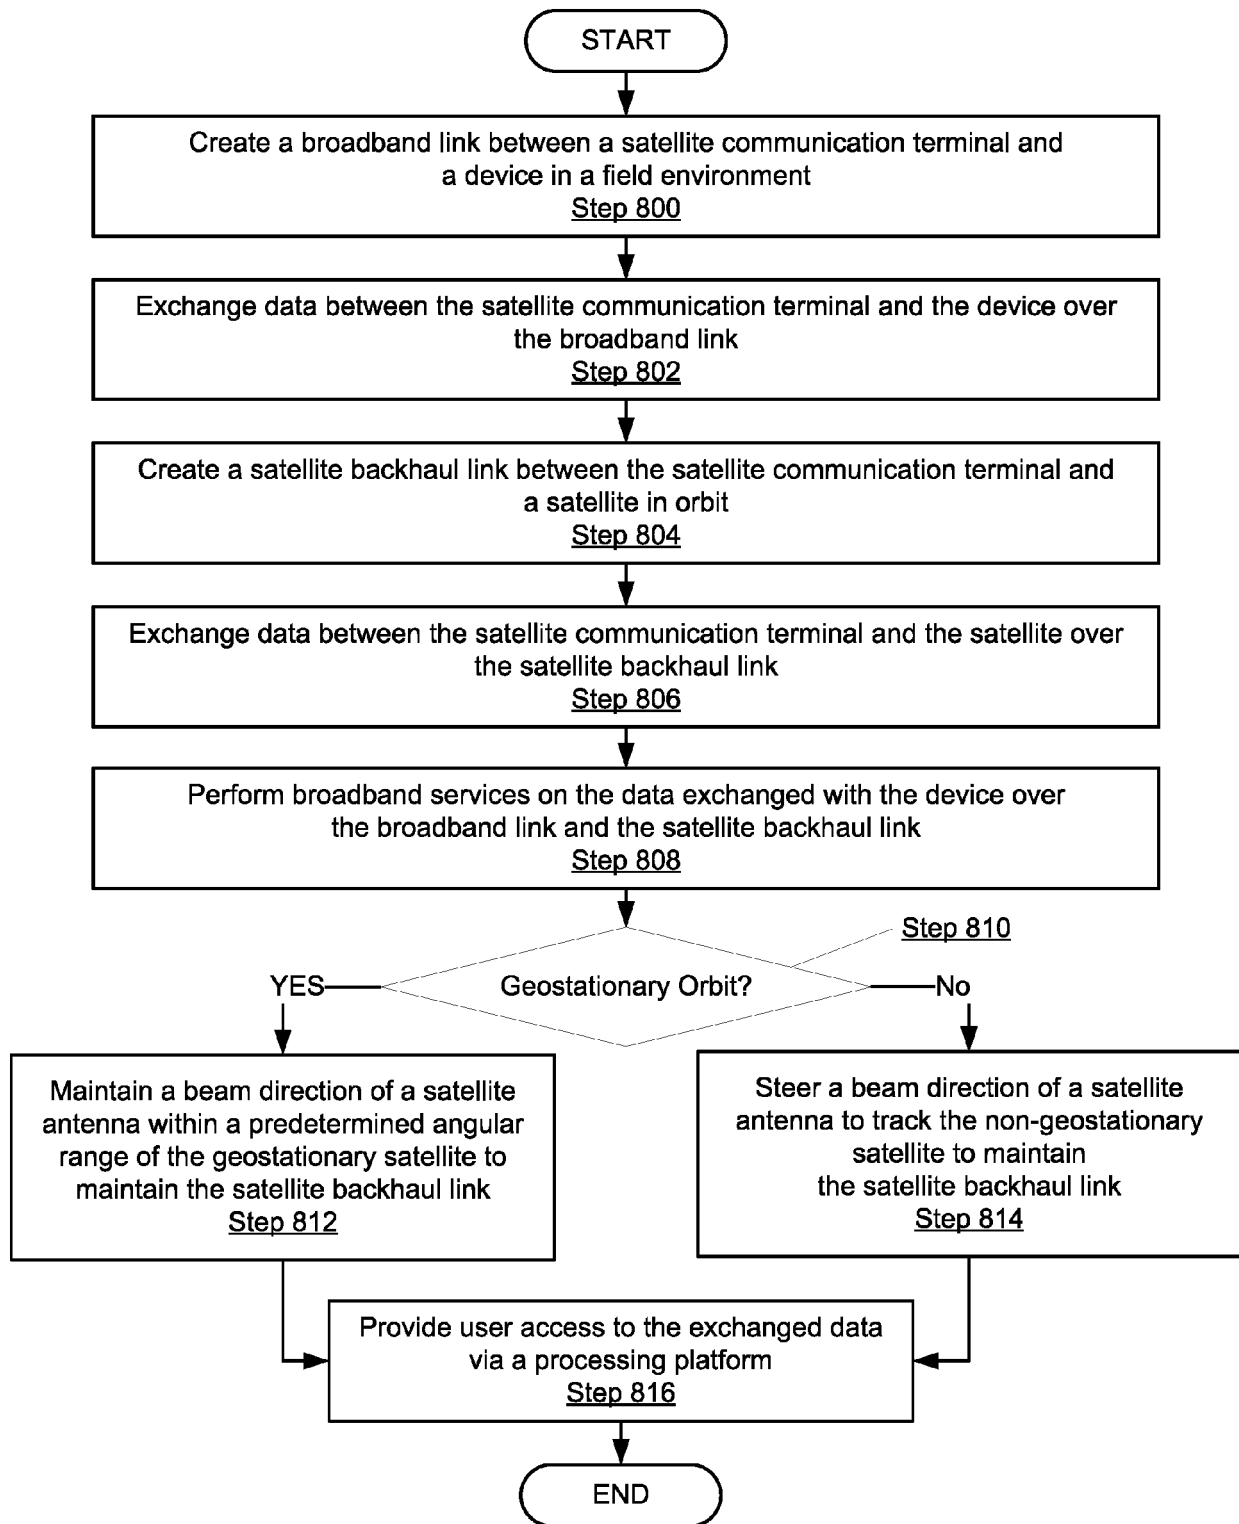 START
Create a broadband link between a satellite communication terminal and
a device in a field environment
Step 800
Exchange data between the satellite communication terminal and the device over
the broadband link
Step 802
Create a satellite backhaul link between the satellite communication terminal and
a satellite in orbit
Step 804
Exchange data between the satellite communication terminal and the satellite over
the satellite backhaul link
Step 806
Perform broadband services on the data exchanged with the device over
the broadband link and the satellite backhaul link
Step 808
Step 810
YES
Geostationary Orbit?
No
Maintain a beam direction of a satellite
antenna within a predetermined angular
range of the geostationary satellite to
maintain the satellite backhaul link
Step 812
Steer a beam direction of a satellite
antenna to track the non-geostationary
satellite to maintain
the satellite backhaul link
Step 814
Provide user access to the exchanged data
via a processing platform
Step 816
END